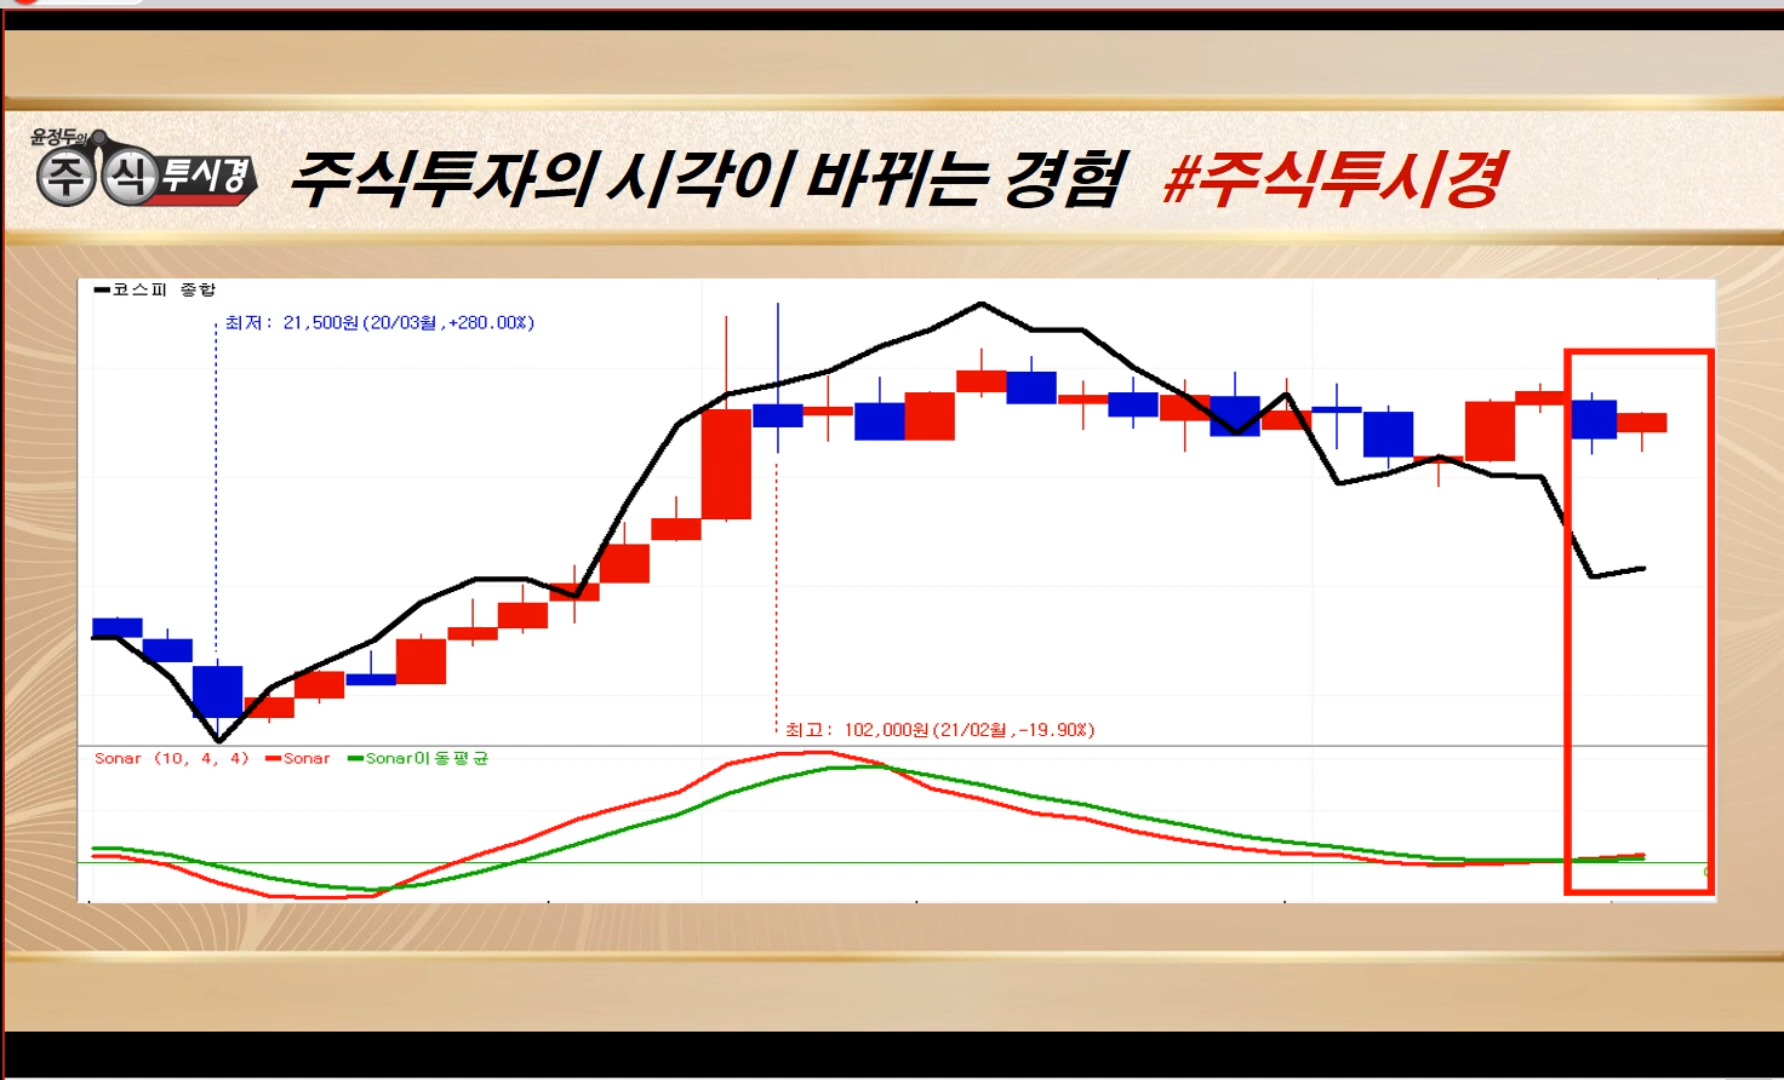 윤정두의
주식투시경
주식투자의 시각이 바뀌는 경험 #주식투시경
코스피 종합
최저: 21,500원(20/03월,+280.00%)
최고: 102,000원(21/02월,-19.90%)
Sonar (10, 4, 4) Sonar Sonar이동평균
0